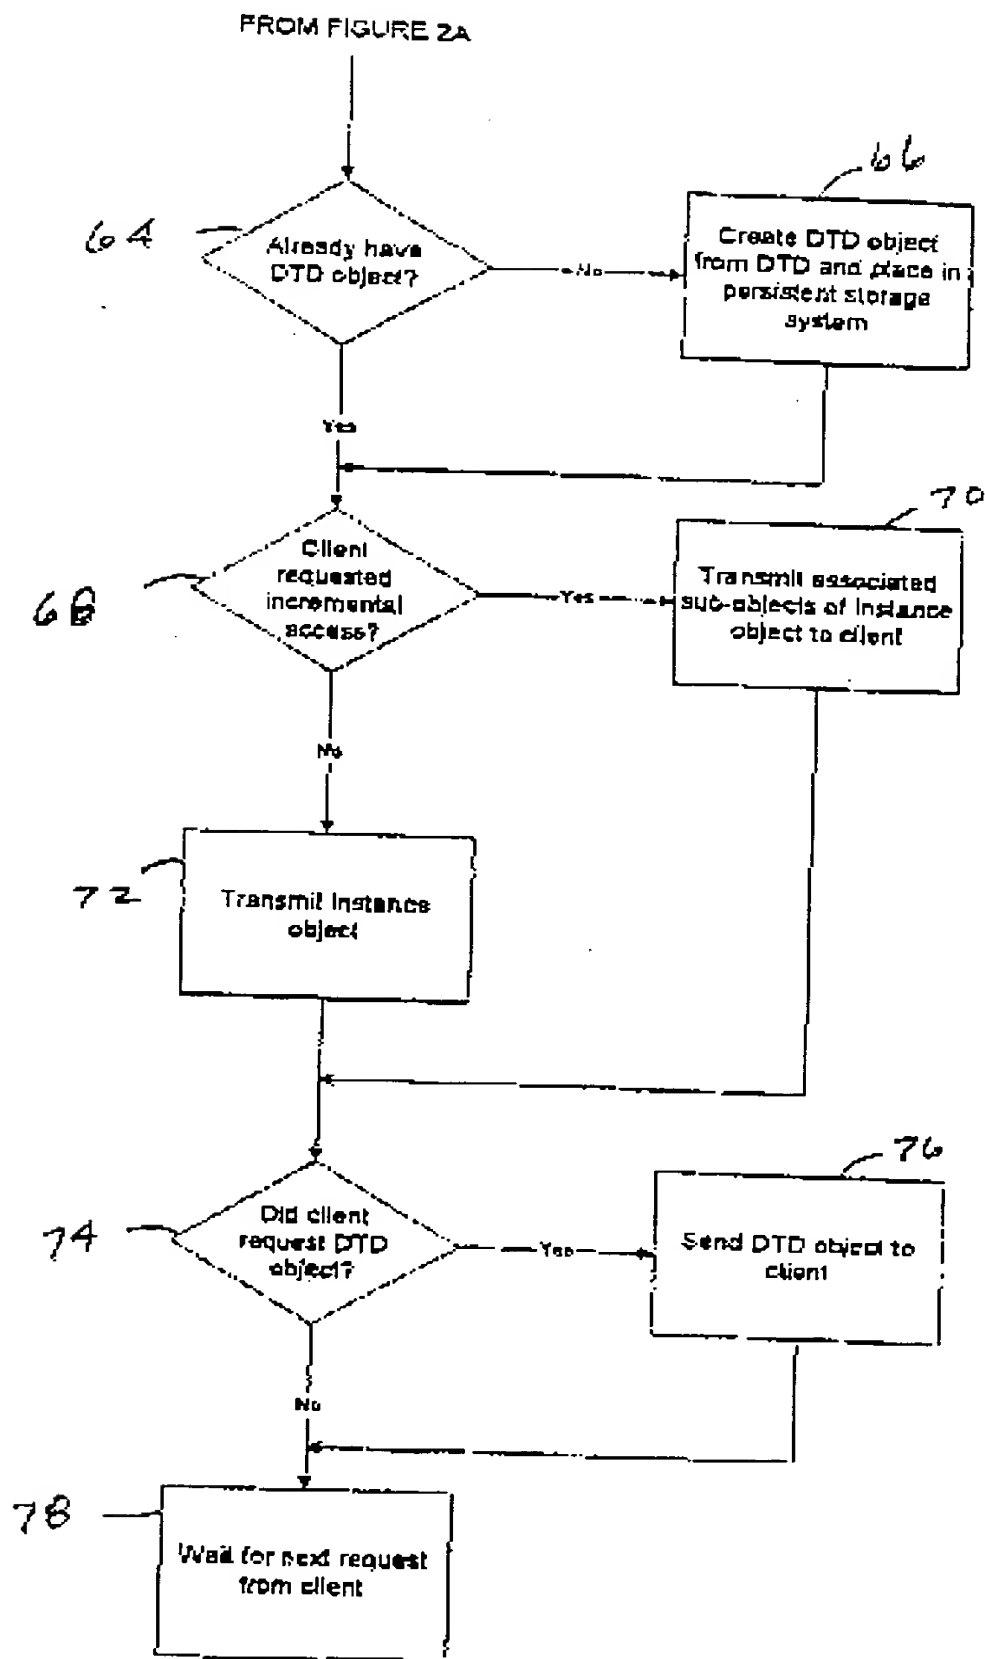 FROM FIGURE 2A
64
Already have
DTD object?
No
66
Create DTD object
from DTD and place in
persistent storage
system
Yes
68
Client
requested
incremental
access?
Yes
70
Transmit associated
sub-objects of Instance
object to client
No
72
Transmit Instance
object
74
Did client
request DTD
object?
Yes
76
Send DTD object to
client
No
78
Wait for next request
from client